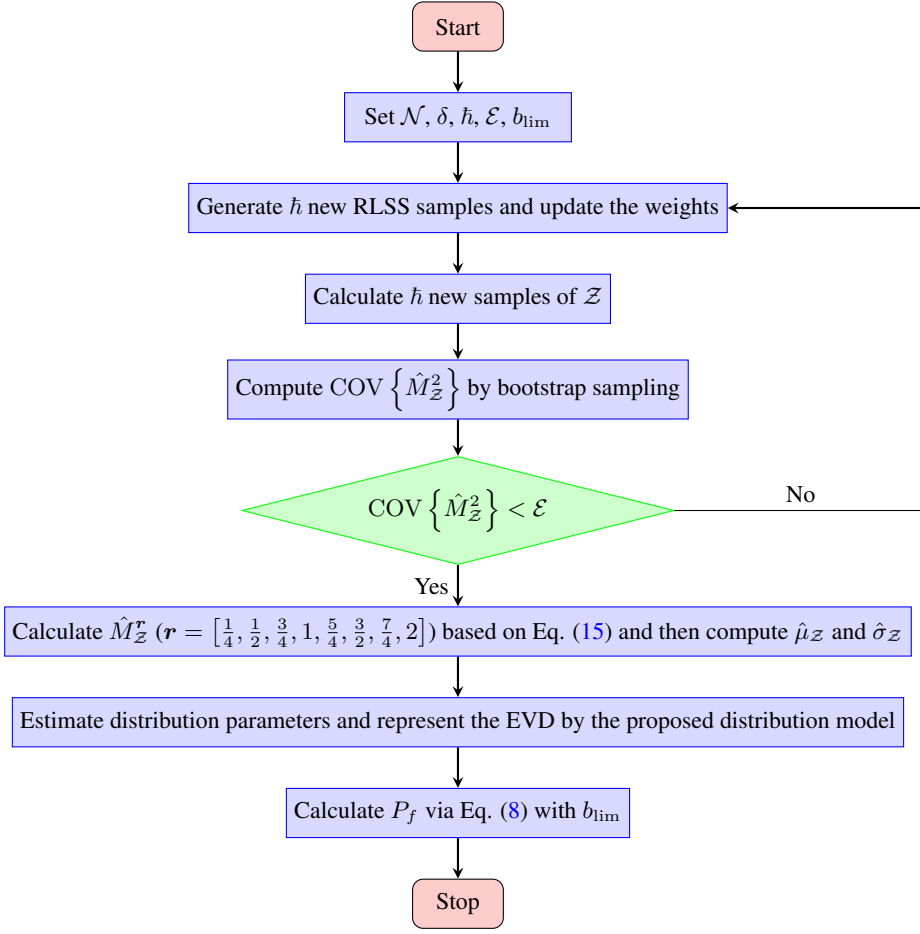 Start
Set 𝒩, δ, ℏ, ℰ, b_lim
Generate ℏ new RLSS samples and update the weights
Calculate ℏ new samples of 𝒵
Compute COV {M̂²_𝒵} by bootstrap sampling
COV {M̂²_𝒵} < ℰ
No
Yes
Calculate M̂^r_𝒵 (r = [1/4, 1/2, 3/4, 1, 5/4, 3/2, 7/4, 2]) based on Eq. (15) and then compute μ̂_𝒵 and σ̂_𝒵
Estimate distribution parameters and represent the EVD by the proposed distribution model
Calculate P_f via Eq. (8) with b_lim
Stop